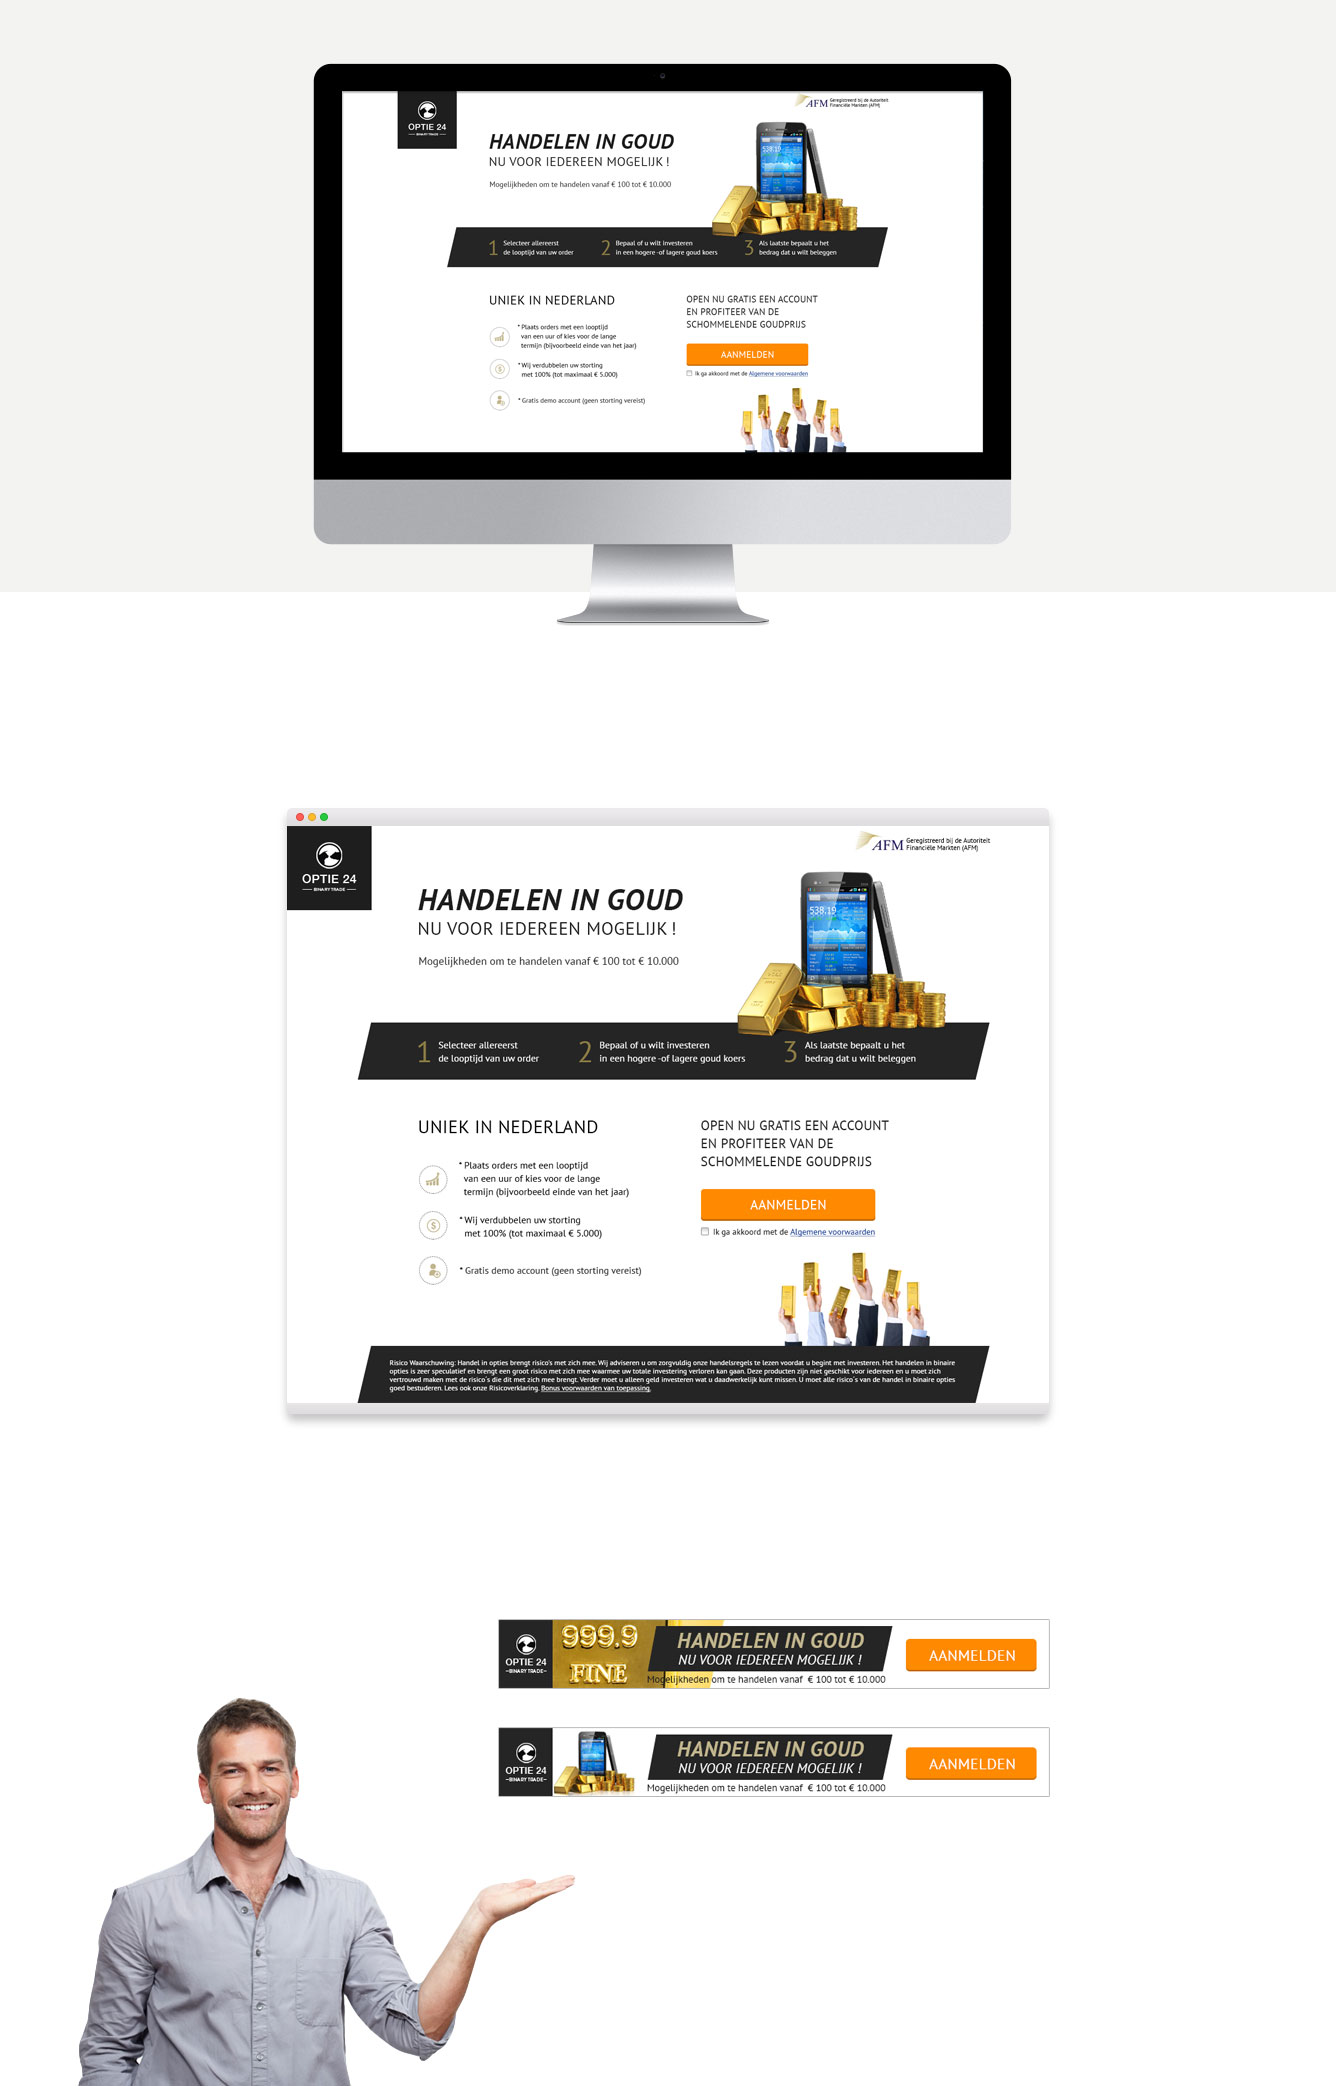 OPTIE 24
BINARY TRADE
AFM Geregistreerd bij de Autoriteit
Financiële Markten (AFM)
HANDELEN IN GOUD
NU VOOR IEDEREEN MOGELIJK !
Mogelijkheden om te handelen vanaf € 100 tot € 10.000
538.19
1 Selecteer allereerst
de looptijd van uw order
2 Bepaal of u wilt investeren
in een hogere -of lagere goud koers
3 Als laatste bepaalt u het
bedrag dat u wilt beleggen
UNIEK IN NEDERLAND
* Plaats orders met een looptijd
van een uur of kies voor de lange
termijn (bijvoorbeeld einde van het jaar)
* Wij verdubbelen uw storting
met 100% (tot maximaal € 5.000)
* Gratis demo account (geen storting vereist)
OPEN NU GRATIS EEN ACCOUNT
EN PROFITEER VAN DE
SCHOMMELENDE GOUDPRIJS
AANMELDEN
Ik ga akkoord met de Algemene voorwaarden
OPTIE 24
BINARY TRADE
AFM Geregistreerd bij de Autoriteit
Financiële Markten (AFM)
HANDELEN IN GOUD
NU VOOR IEDEREEN MOGELIJK !
Mogelijkheden om te handelen vanaf € 100 tot € 10.000
538.19
1 Selecteer allereerst
de looptijd van uw order
2 Bepaal of u wilt investeren
in een hogere -of lagere goud koers
3 Als laatste bepaalt u het
bedrag dat u wilt beleggen
UNIEK IN NEDERLAND
* Plaats orders met een looptijd
van een uur of kies voor de lange
termijn (bijvoorbeeld einde van het jaar)
* Wij verdubbelen uw storting
met 100% (tot maximaal € 5.000)
* Gratis demo account (geen storting vereist)
OPEN NU GRATIS EEN ACCOUNT
EN PROFITEER VAN DE
SCHOMMELENDE GOUDPRIJS
AANMELDEN
Ik ga akkoord met de Algemene voorwaarden
Risico Waarschuwing: Handel in opties brengt risico's met zich mee. Wij adviseren u om zorgvuldig onze handelsregels te lezen voordat u begint met investeren. Het handelen in binaire
opties is zeer speculatief en brengt een groot risico met zich mee waarmee uw totale investering verloren kan gaan. Deze producten zijn niet geschikt voor iedereen en u moet zich
vertrouwd maken met de risico´s die dit met zich mee brengt. Verder moet u alleen geld investeren wat u daadwerkelijk kunt missen. U moet alle risico´s van de handel in binaire opties
goed bestuderen. Lees ook onze Risicoverklaring. Bonus voorwaarden van toepassing.
OPTIE 24
BINARY TRADE
999.9
FINE
HANDELEN IN GOUD
NU VOOR IEDEREEN MOGELIJK !
Mogelijkheden om te handelen vanaf € 100 tot € 10.000
AANMELDEN
OPTIE 24
BINARY TRADE
HANDELEN IN GOUD
NU VOOR IEDEREEN MOGELIJK !
Mogelijkheden om te handelen vanaf € 100 tot € 10.000
AANMELDEN